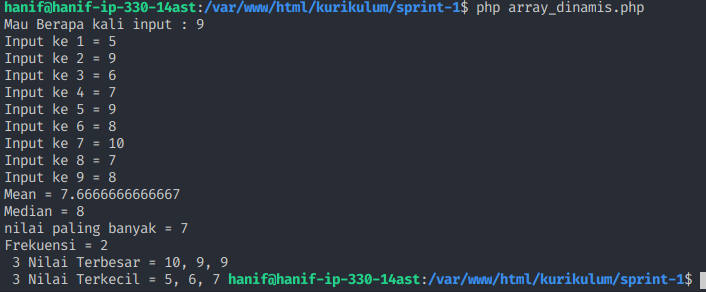 hanif@hanif-ip-330-14ast:/var/www/html/kurikulum/sprint-1$ php array_dinamis.php
Mau Berapa kali input : 9
Input ke 1 = 5
Input ke 2 = 9
Input ke 3 = 6
Input ke 4 = 7
Input ke 5 = 9
Input ke 6 = 8
Input ke 7 = 10
Input ke 8 = 7
Input ke 9 = 8
Mean = 7.6666666666667
Median = 8
nilai paling banyak = 7
Frekuensi = 2
 3 Nilai Terbesar = 10, 9, 9
 3 Nilai Terkecil = 5, 6, 7 hanif@hanif-ip-330-14ast:/var/www/html/kurikulum/sprint-1$